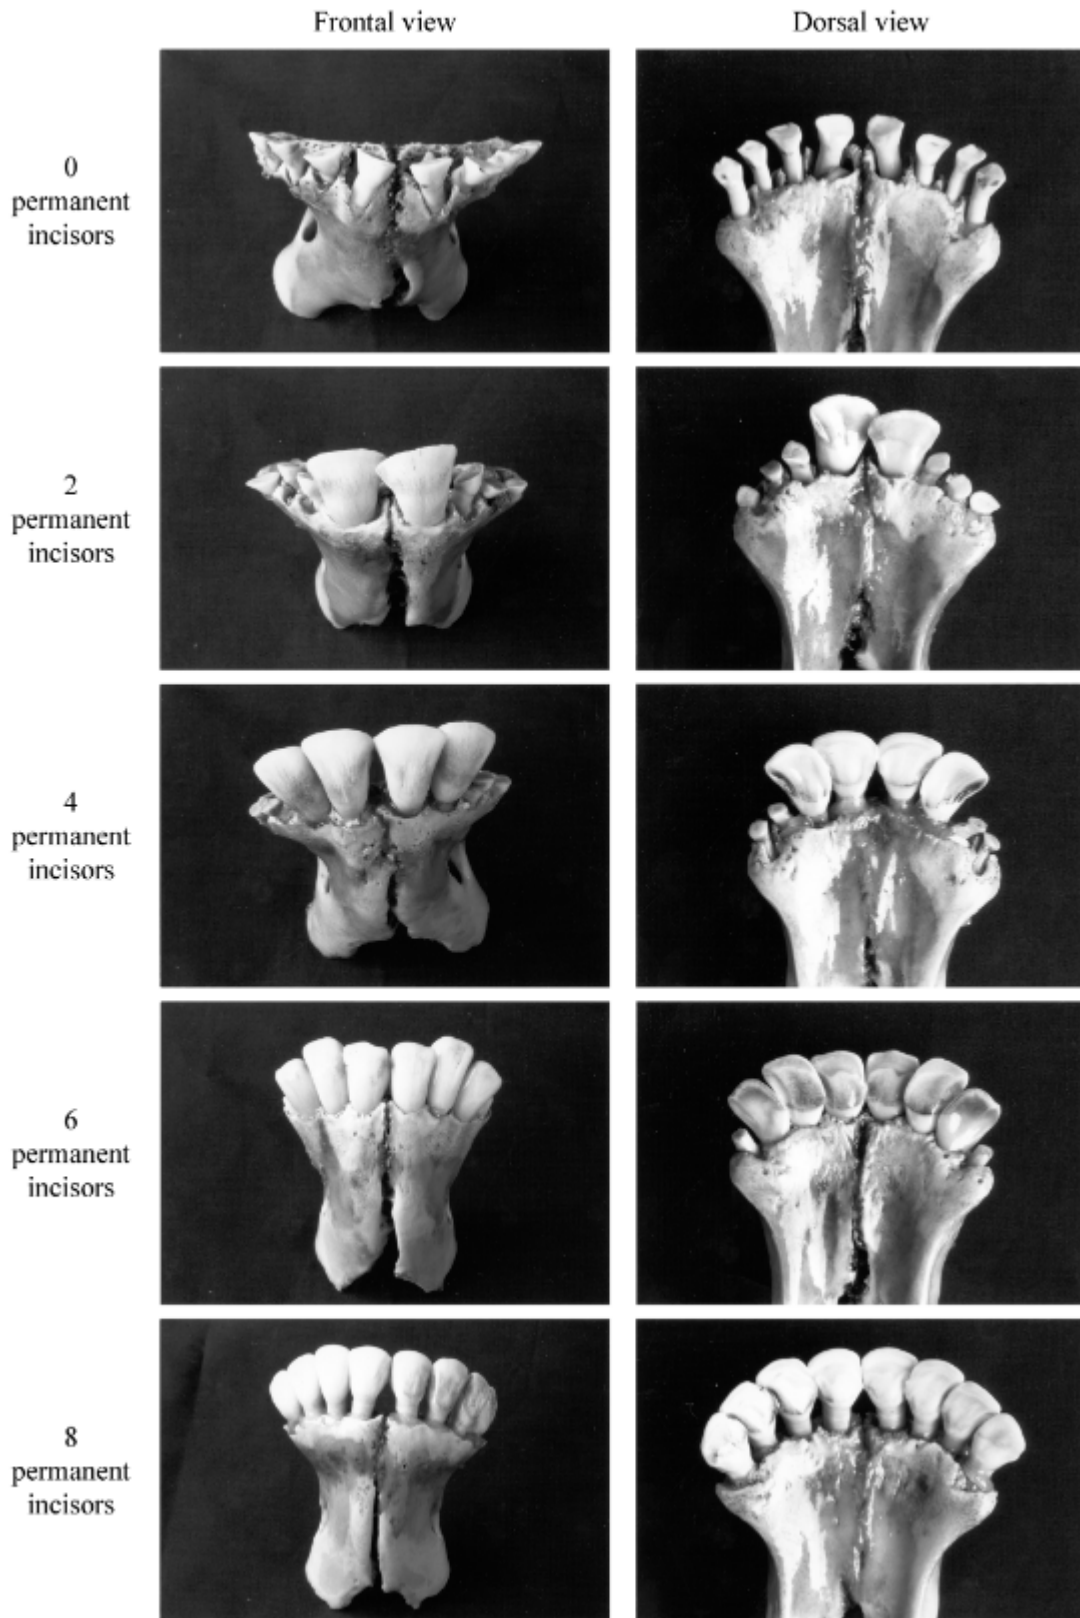 Frontal view
Dorsal view
0
permanent
incisors
2
permanent
incisors
4
permanent
incisors
6
permanent
incisors
8
permanent
incisors